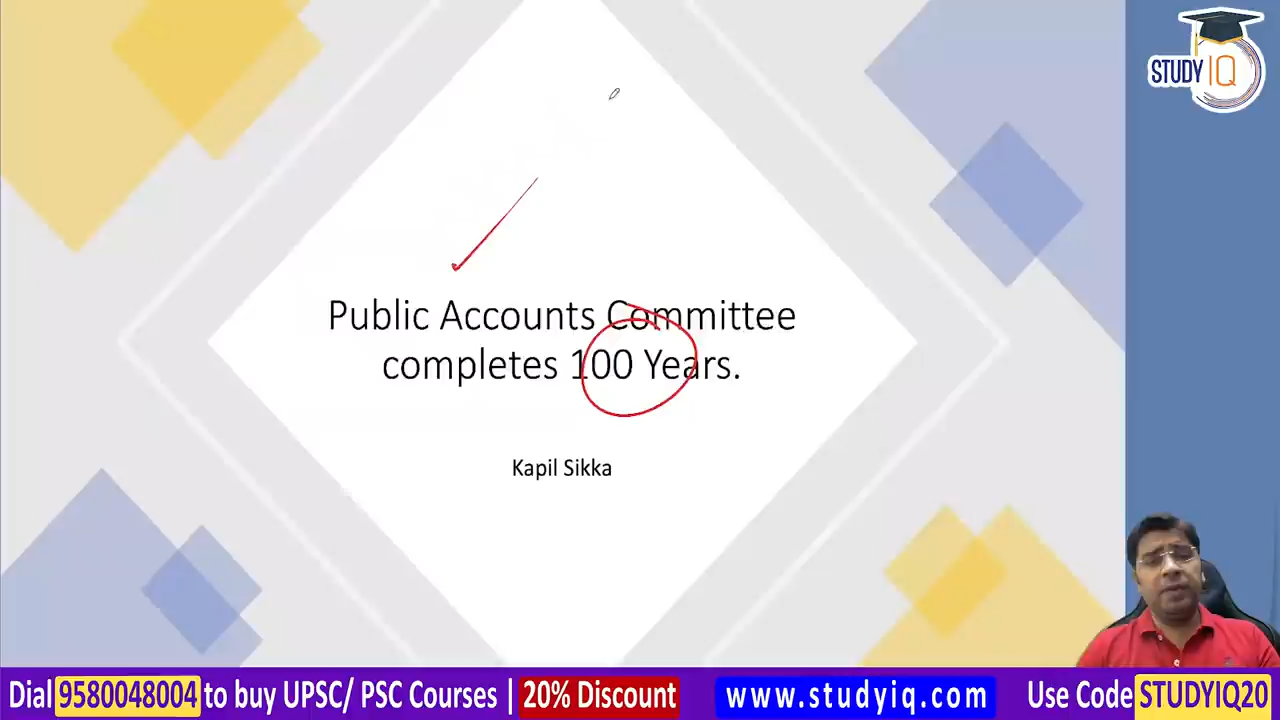 STUDY IQ
Public Accounts Committee
completes 100 Years.
Kapil Sikka
Dial 9580048004 to buy UPSC/ PSC Courses | 20% Discount www.studyiq.com Use Code STUDYIQ20